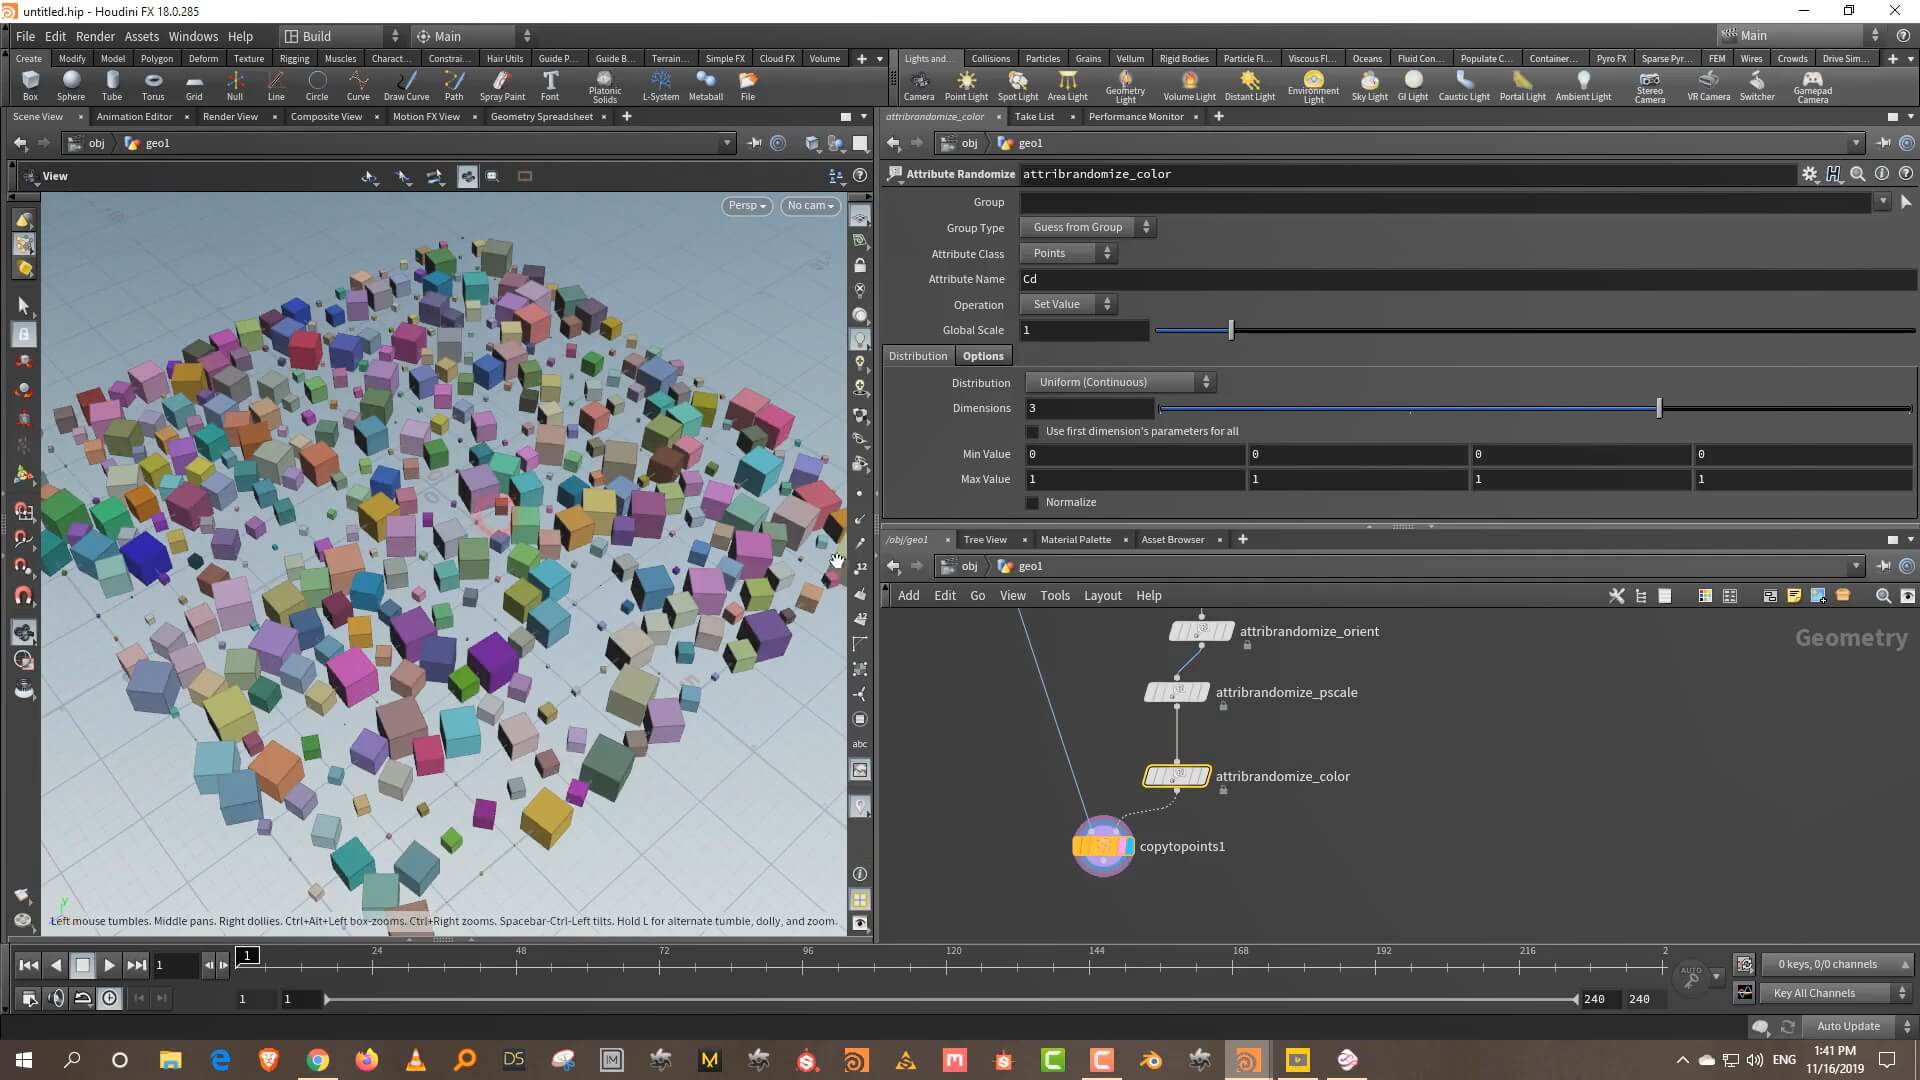 untitled.hip - Houdini FX 18.0.285
File Edit Render Assets Windows Help Build Main Main
Create Modify Model Polygon Deform Texture Rigging Muscles Charact... Constrai... Hair Utils Guide P... Guide B... Terrain... Simple FX Cloud FX Volume
Lights and... Collisions Particles Grains Vellum Rigid Bodies Particle Fl... Viscous Fl... Oceans Fluid Con... Populate C... Container... Pyro FX Sparse Pyr... FEM Wires Crowds Drive Sim...
Box Sphere Tube Torus Grid Null Line Circle Curve Draw Curve Path Spray Paint Font Platonic Solids L-System Metaball File
Camera Point Light Spot Light Area Light Geometry Light Volume Light Distant Light Environment Light Sky Light GI Light Caustic Light Portal Light Ambient Light Stereo Camera VR Camera Switcher Gamepad Camera
Scene View Animation Editor Render View Composite View Motion FX View Geometry Spreadsheet
attribrandomize_color Take List Performance Monitor
obj geo1
obj geo1
View
Persp No cam
Attribute Randomize attribrandomize_color
Group
Group Type Guess from Group
Attribute Class Points
Attribute Name Cd
Operation Set Value
Global Scale 1
Distribution Options
Distribution Uniform (Continuous)
Dimensions 3
Use first dimension's parameters for all
Min Value 0 0 0 0
Max Value 1 1 1 1
Normalize
/obj/geo1 Tree View Material Palette Asset Browser
obj geo1
Add Edit Go View Tools Layout Help
Geometry
attribrandomize_orient
attribrandomize_pscale
attribrandomize_color
copytopoints1
12
abc
y
Left mouse tumbles. Middle pans. Right dollies. Ctrl+Alt+Left box-zooms. Ctrl+Right zooms. Spacebar-Ctrl-Left tilts. Hold L for alternate tumble, dolly, and zoom.
1 1 24 48 72 96 120 144 168 192 216 2
AUTO
0 keys, 0/0 channels
1 1 240 240
Key All Channels
Auto Update
DS
ENG
1:41 PM
11/16/2019